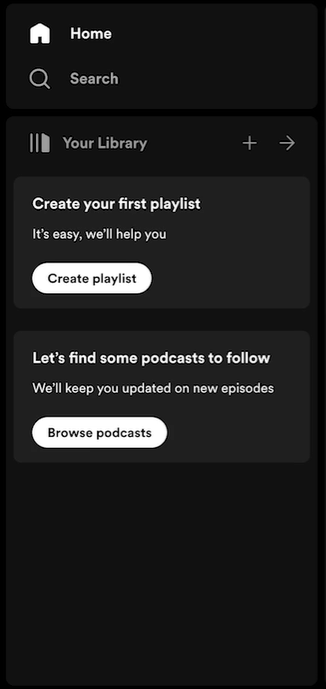 Home
Search
Your Library
Create your first playlist
It's easy, we'll help you
Create playlist
Let's find some podcasts to follow
We'll keep you updated on new episodes
Browse podcasts